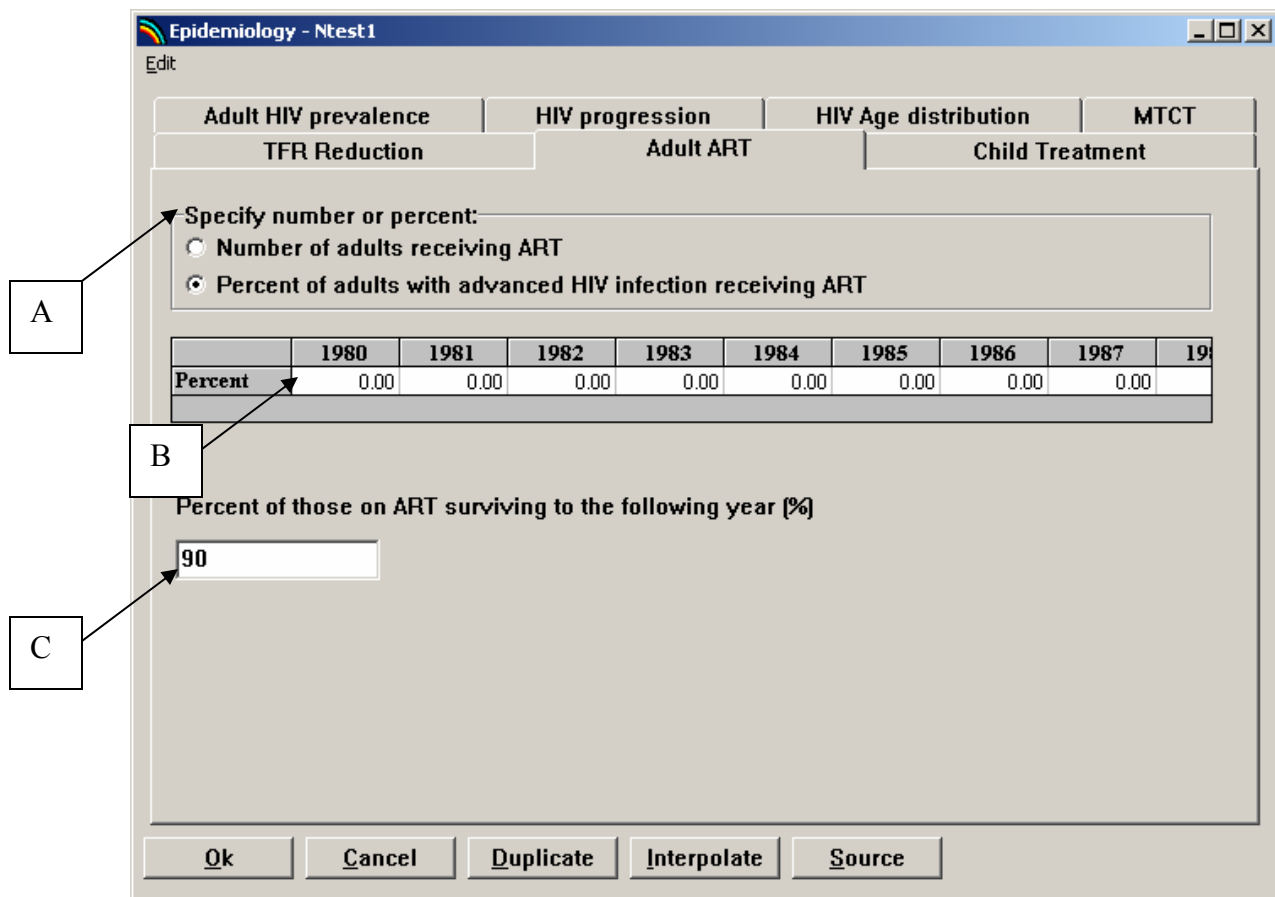 Epidemiology - Ntest1
Edit
Adult HIV prevalence HIV progression HIV Age distribution MTCT
TFR Reduction Adult ART Child Treatment
Specify number or percent:
Number of adults receiving ART
Percent of adults with advanced HIV infection receiving ART
A
1980 1981 1982 1983 1984 1985 1986 1987
Percent 0.00 0.00 0.00 0.00 0.00 0.00 0.00 0.00
B
Percent of those on ART surviving to the following year (%)
90
C
Ok Cancel Duplicate Interpolate Source